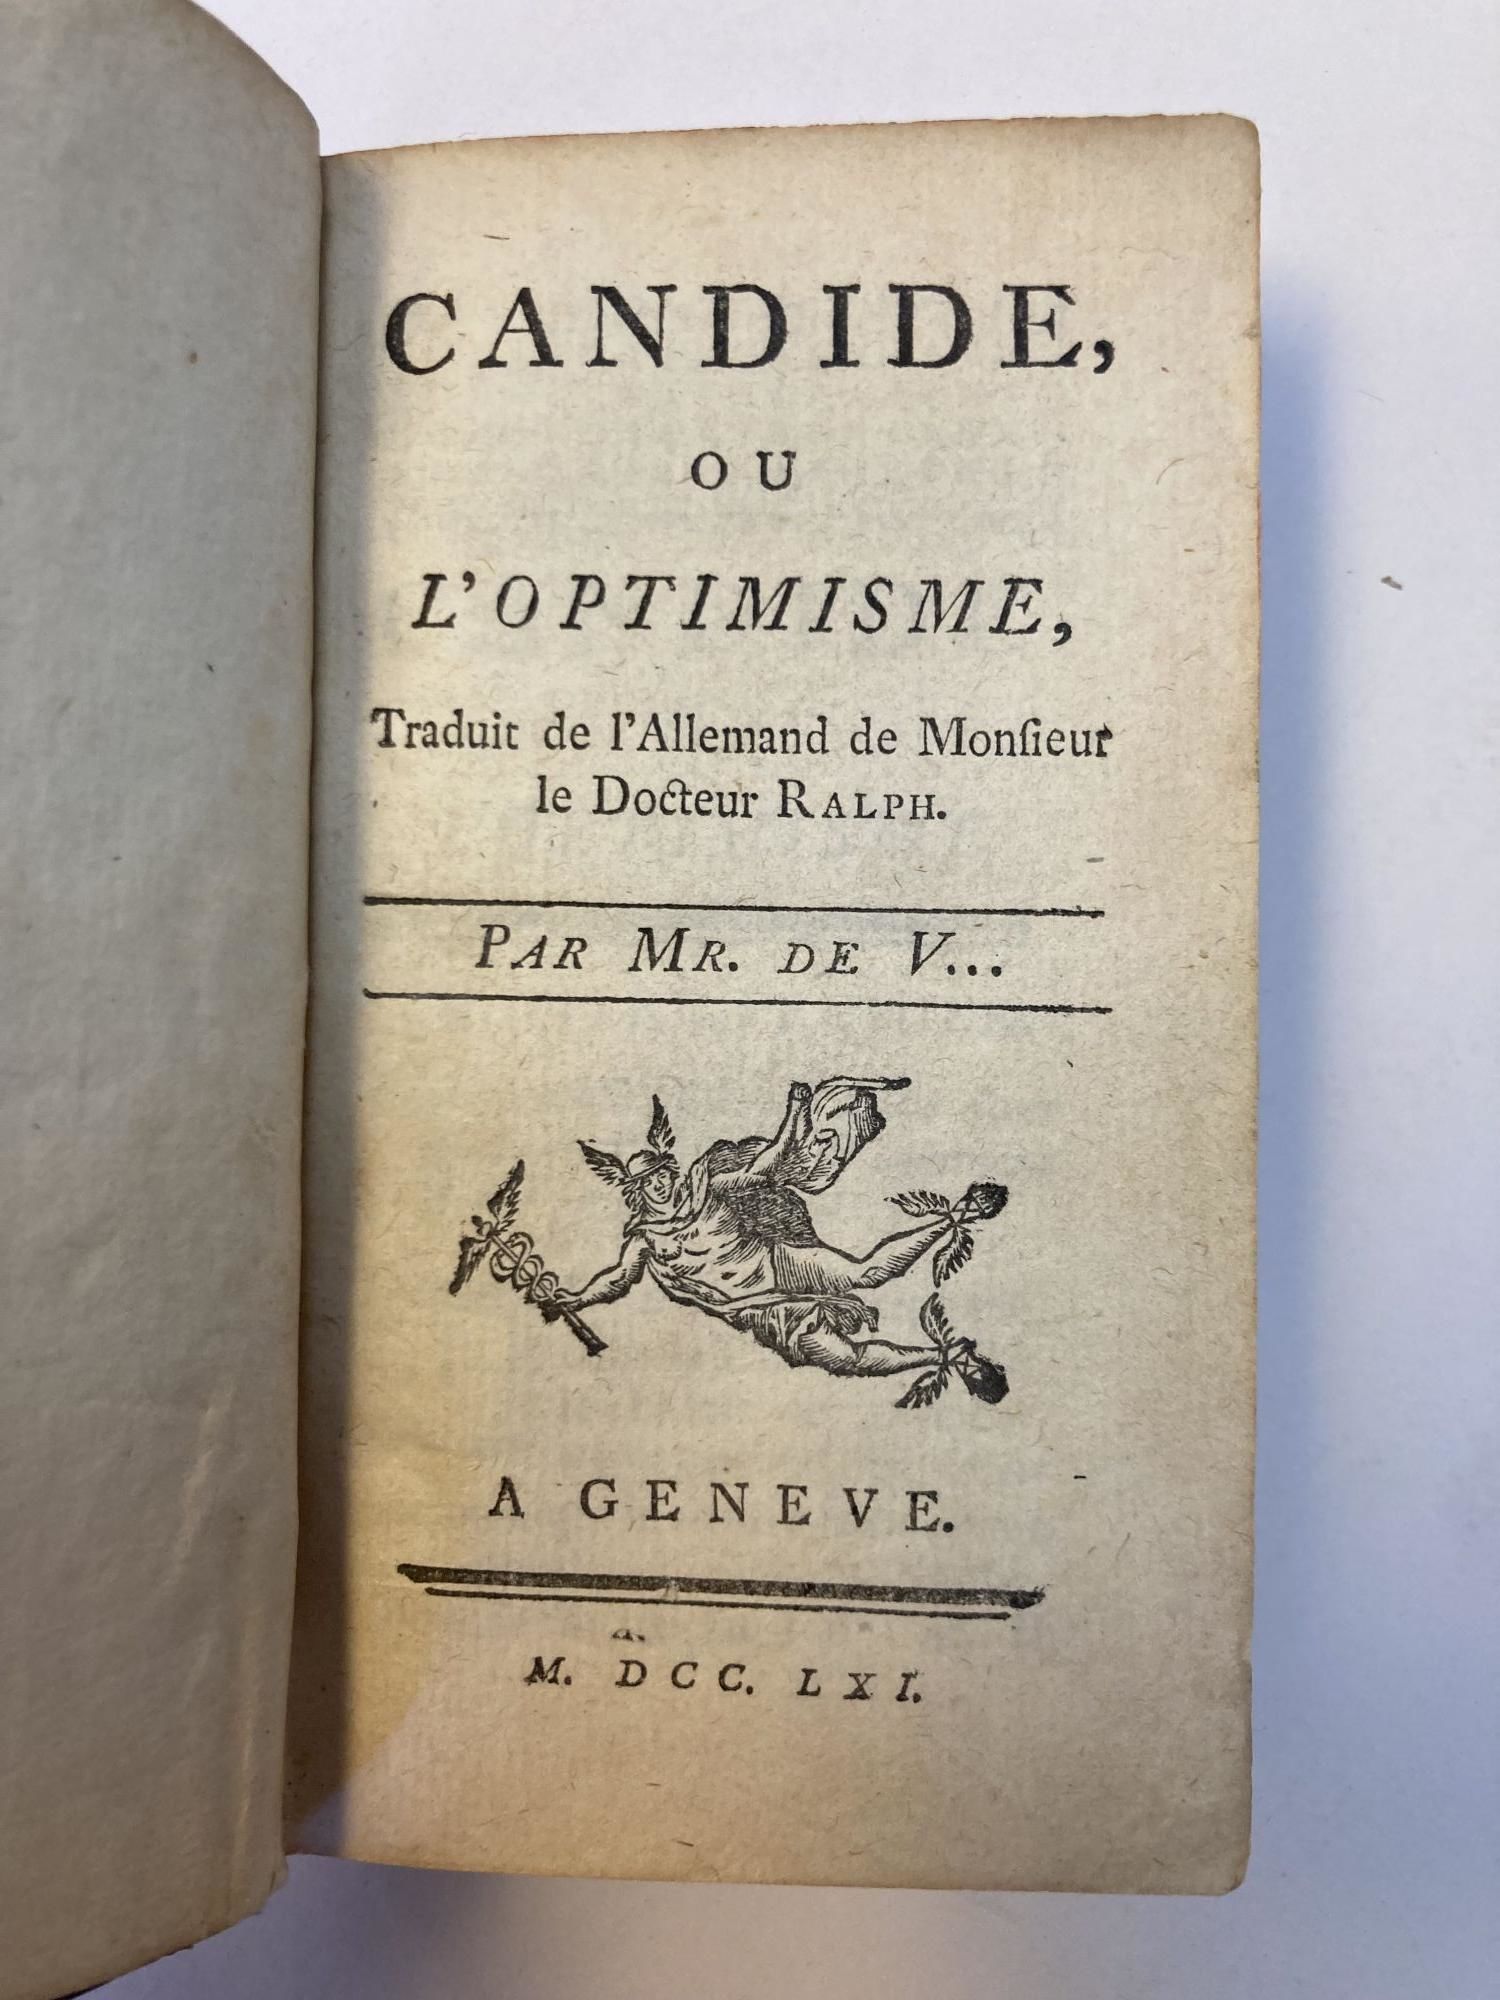 CANDIDE,
OU
L'OPTIMISME,
Traduit de l'Allemand de Monſieur
le Docteur RALPH.
PAR MR. DE V...
A GENEVE.
M. DCC. LXI.